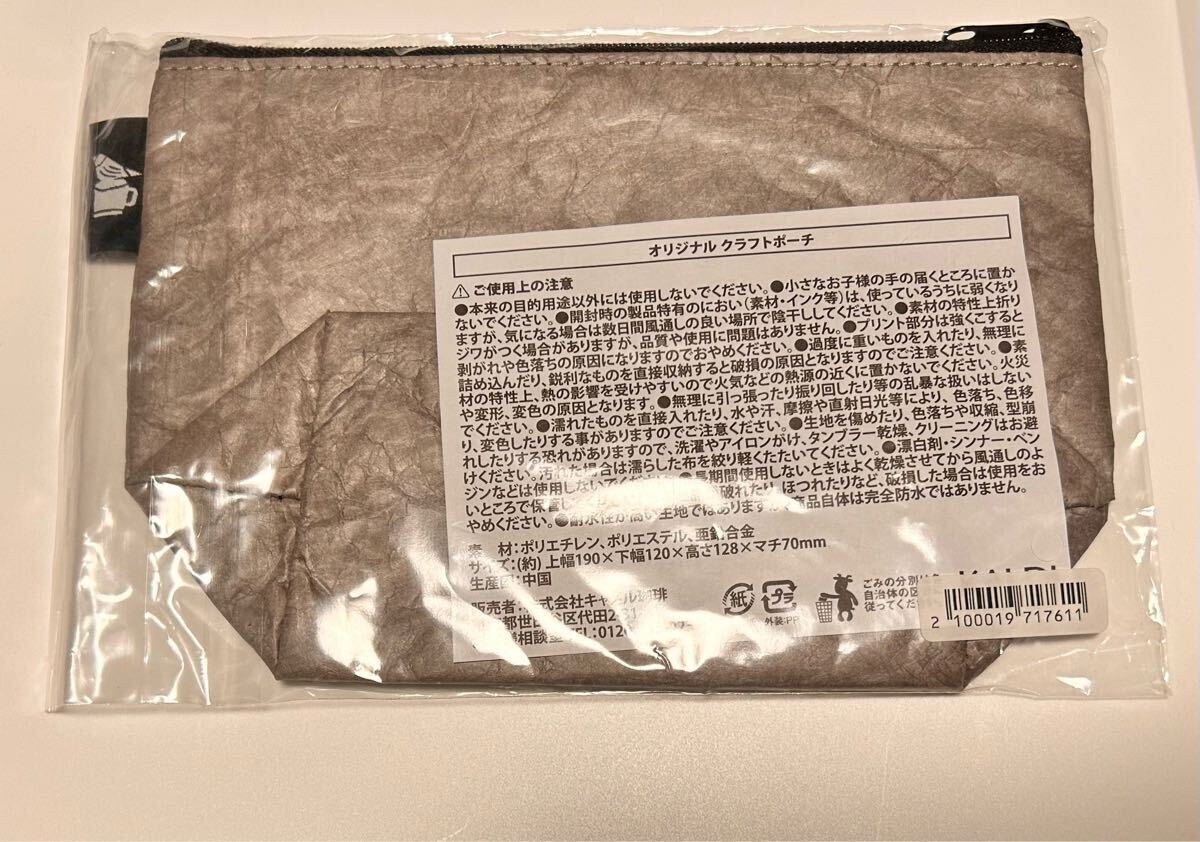 オリジナル クラフトポーチ
ご使用上の注意
●本来の目的用途以外には使用しないでください。●小さなお子様の手の届くところに置か
ないでください。●開封時の製品特有のにおい(素材・インク等)は、使っているうちに弱くなり
ますが、気になる場合は数日間風通しの良い場所で陰干ししてください。●素材の特性上折り
ジワがつく場合がありますが、品質や使用に問題はありません。●プリント部分は強くこすると
剥がれや色落ちの原因になりますのでおやめください。●過度に重いものを入れたり、無理に
詰め込んだり、鋭利なものを直接収納すると破損の原因となりますのでご注意ください。●素
材の特性上、熱の影響を受けやすいので火気などの熱源の近くに置かないでください。火災
や変形、変色の原因となります。●無理に引っ張ったり振り回したり等の乱暴な扱いはしない
でください。●濡れたものを直接入れたり、水や汗、摩擦や直射日光等により、色落ち、色移
り、変色したりする事がありますのでご注意ください。●生地を傷めたり、色落ちや収縮、型崩
れしたりする恐れがありますので、洗濯やアイロンがけ、タンブラー乾燥、クリーニングはお避
けください。汚れた場合は濡らした布を絞り軽くたたいてください。●漂白剤・シンナー・ベン
ジンなどは使用しないでください。●長期間使用しないときはよく乾燥させてから風通しのよ
いところで保管し 破れたり、ほつれたりなど、破損した場合は使用をお
やめください。●耐水性が高い生地ではありますが、商品自体は完全防水ではありません。
素 材:ポリエチレン、ポリエステル、亜鉛合金
サイズ:(約) 上幅190×下幅120×高さ128×マチ70mm
生産国:中国
販売者:株式会社キャメル珈琲
都世田谷区代田2-31
相談室 TEL:0120
紙
プラ
外装:PP
ごみの分別
自治体の区
従ってくだ
KALDI
2 100019 717611